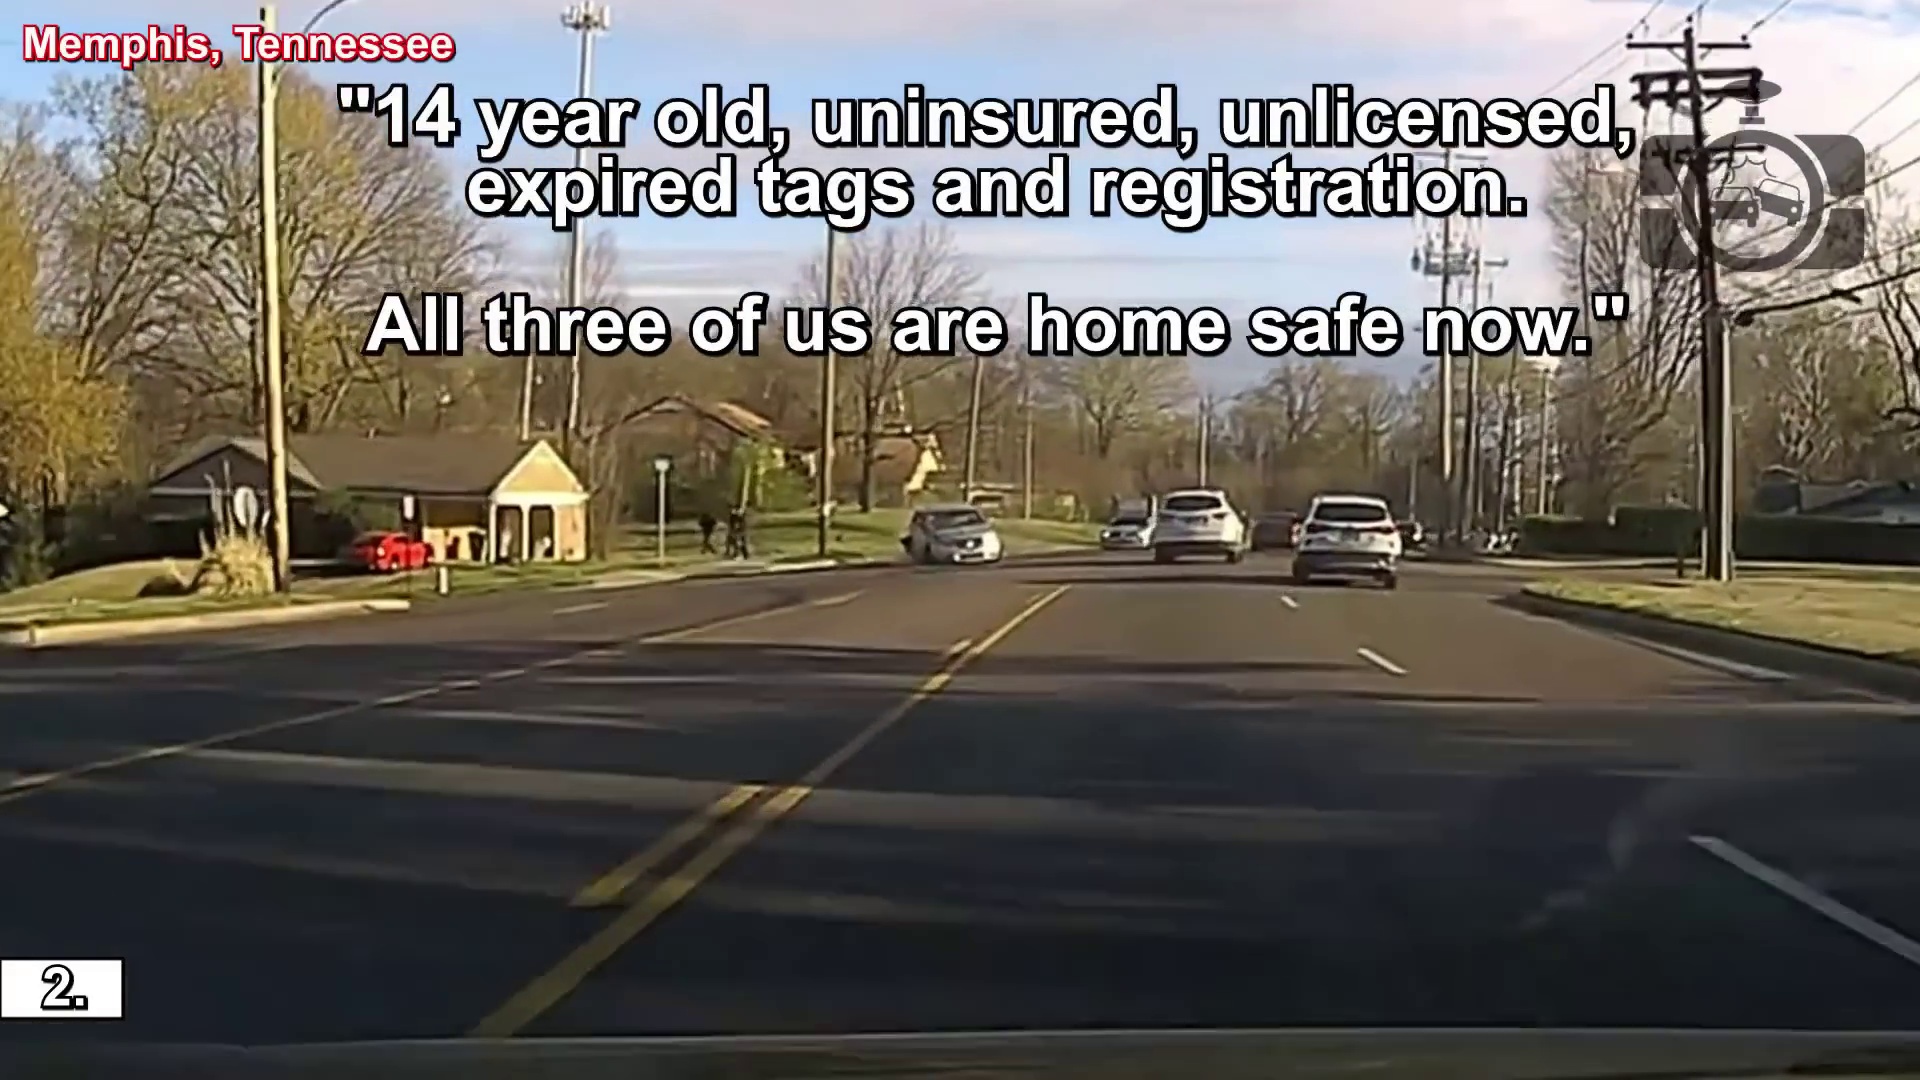 Memphis, Tennessee
"14 year old, uninsured, unlicensed,
expired tags and registration.
All three of us are home safe now."
2.